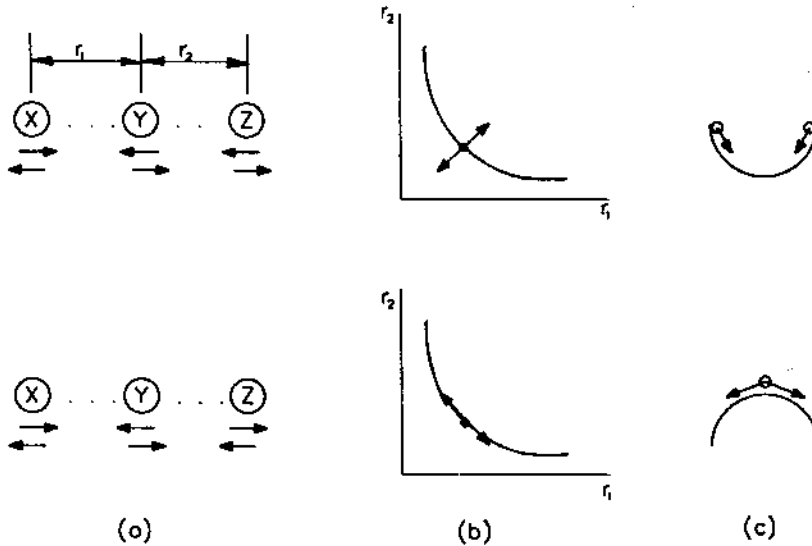 r₁ r₂
X Y Z
r₂
r₁
r₂
X Y Z
r₁
(a) (b) (c)